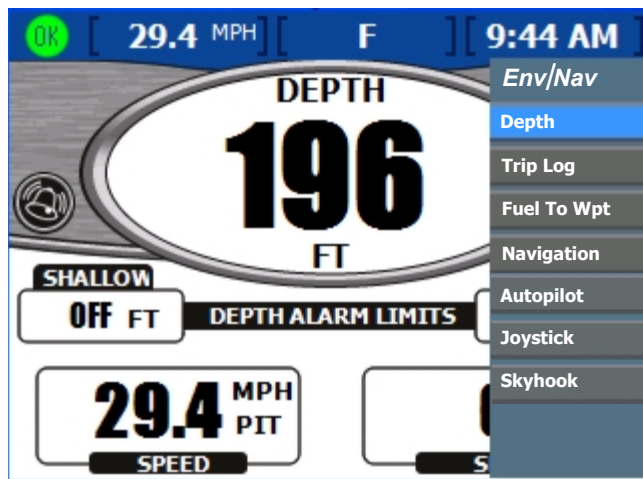 OK [ 29.4 MPH ] [ F ] [ 9:44 AM ]
Env/Nav
Depth
Trip Log
Fuel To Wpt
Navigation
Autopilot
Joystick
Skyhook
DEPTH
196
FT
SHALLOW
OFF FT
DEPTH ALARM LIMITS
29.4 MPH
PIT
SPEED
S